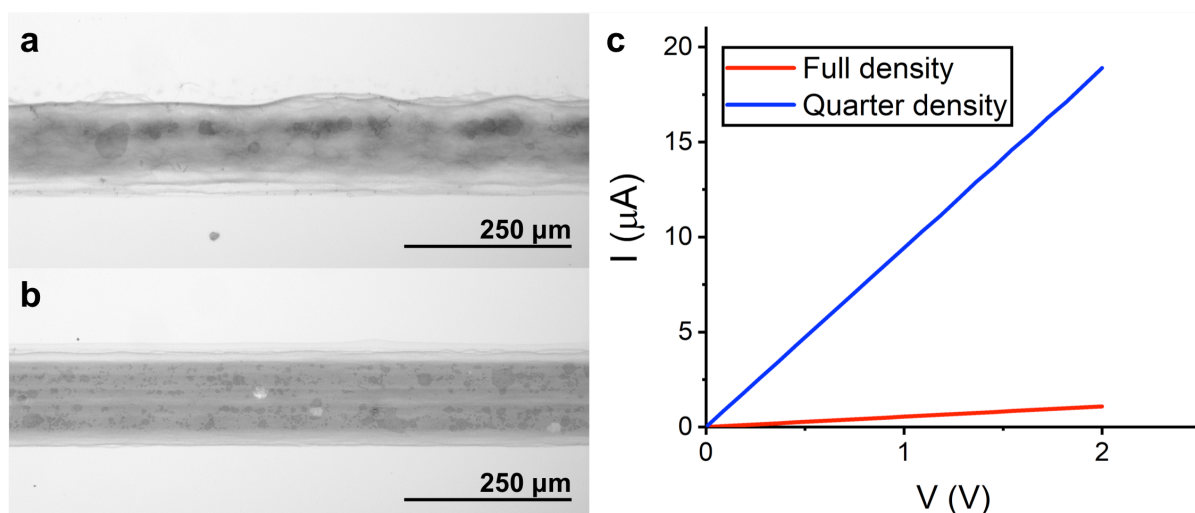 a
250 µm
b
250 µm
c
Full density
Quarter density
20
15
10
5
0
I (µA)
0
1
2
V (V)